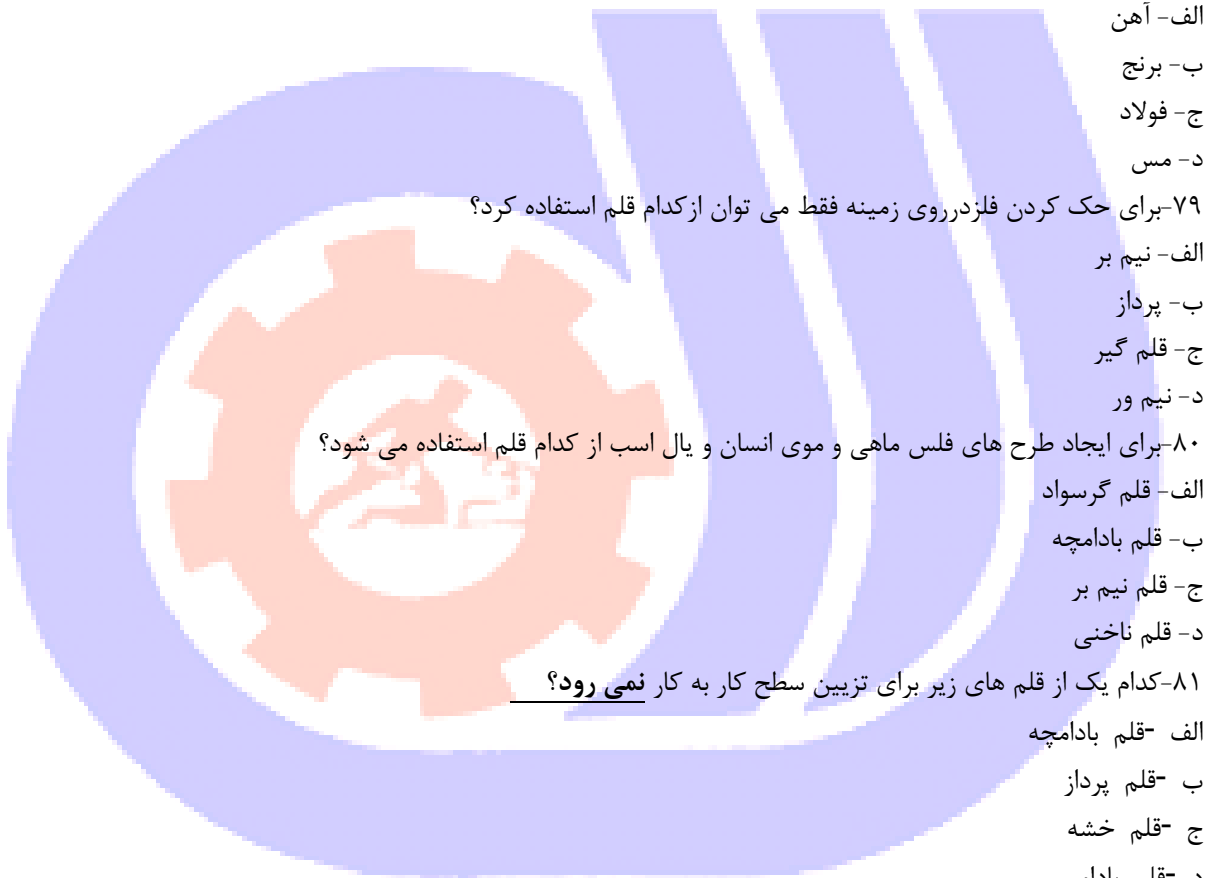 الف- آهن
ب- برنج
ج- فولاد
د- مس
۷۹-برای حک کردن فلزدرروی زمینه فقط می توان ازکدام قلم استفاده کرد؟
الف- نیم بر
ب- پرداز
ج- قلم گیر
د- نیم ور
۸۰-برای ایجاد طرح های فلس ماهی و موی انسان و یال اسب از کدام قلم استفاده می شود؟
الف- قلم گرسواد
ب- قلم بادامچه
ج- قلم نیم بر
د- قلم ناخنی
۸۱-کدام یک از قلم های زیر برای تزیین سطح کار به کار نمی رود؟
الف -قلم بادامچه
ب -قلم پرداز
ج -قلم خشه